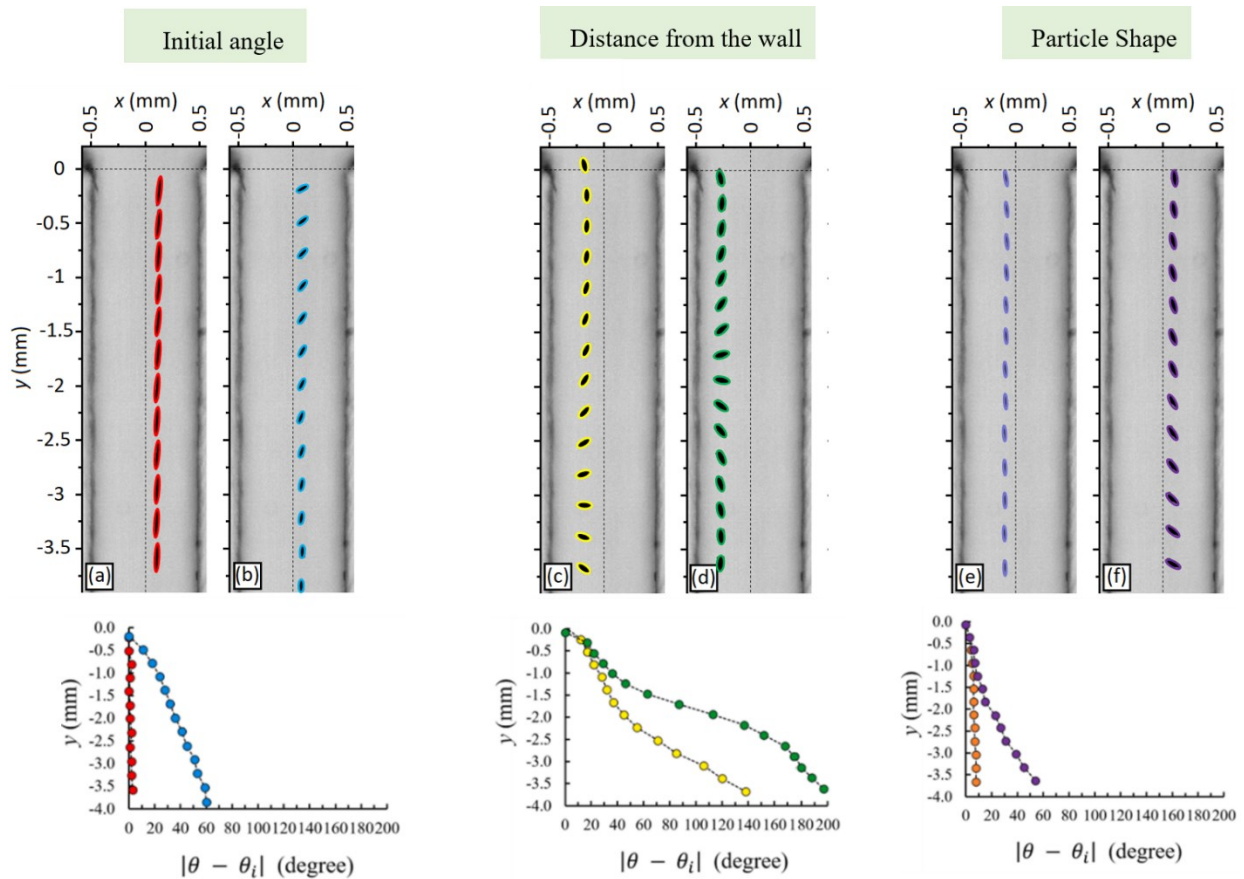 Initial angle
Distance from the wall
Particle Shape
x (mm)
x (mm)
x (mm)
x (mm)
x (mm)
x (mm)
-0.5 0 0.5
-0.5 0 0.5
-0.5 0 0.5
-0.5 0 0.5
-0.5 0 0.5
-0.5 0 0.5
y (mm)
0
-0.5
-1
-1.5
-2
-2.5
-3
-3.5
(a)
(b)
(c)
(d)
(e)
(f)
y (mm)
0.0
-0.5
-1.0
-1.5
-2.0
-2.5
-3.0
-3.5
-4.0
0 20 40 60 80 100 120 140 160 180 200
|θ − θi| (degree)
y (mm)
0.0
-0.5
-1.0
-1.5
-2.0
-2.5
-3.0
-3.5
-4.0
0 20 40 60 80 100 120 140 160 180 200
|θ − θi| (degree)
y (mm)
0.0
-0.5
-1.0
-1.5
-2.0
-2.5
-3.0
-3.5
-4.0
0 20 40 60 80 100 120 140 160 180 200
|θ − θi| (degree)